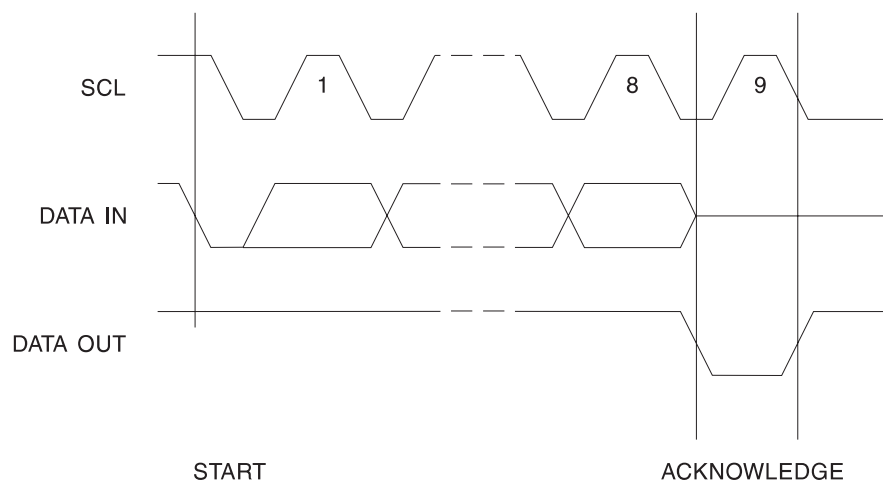 SCL
1
8
9
DATA IN
DATA OUT
START
ACKNOWLEDGE